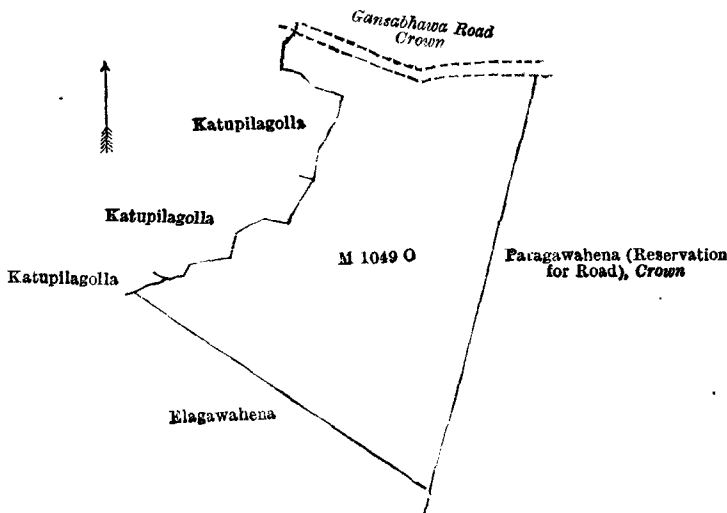 Gansabhawa Road
Crown
Katupilagolla
Katupilagolla
M 1049 O
Katupilagolla
Paragawahena (Reservation
for Road), Crown
Elagawahena